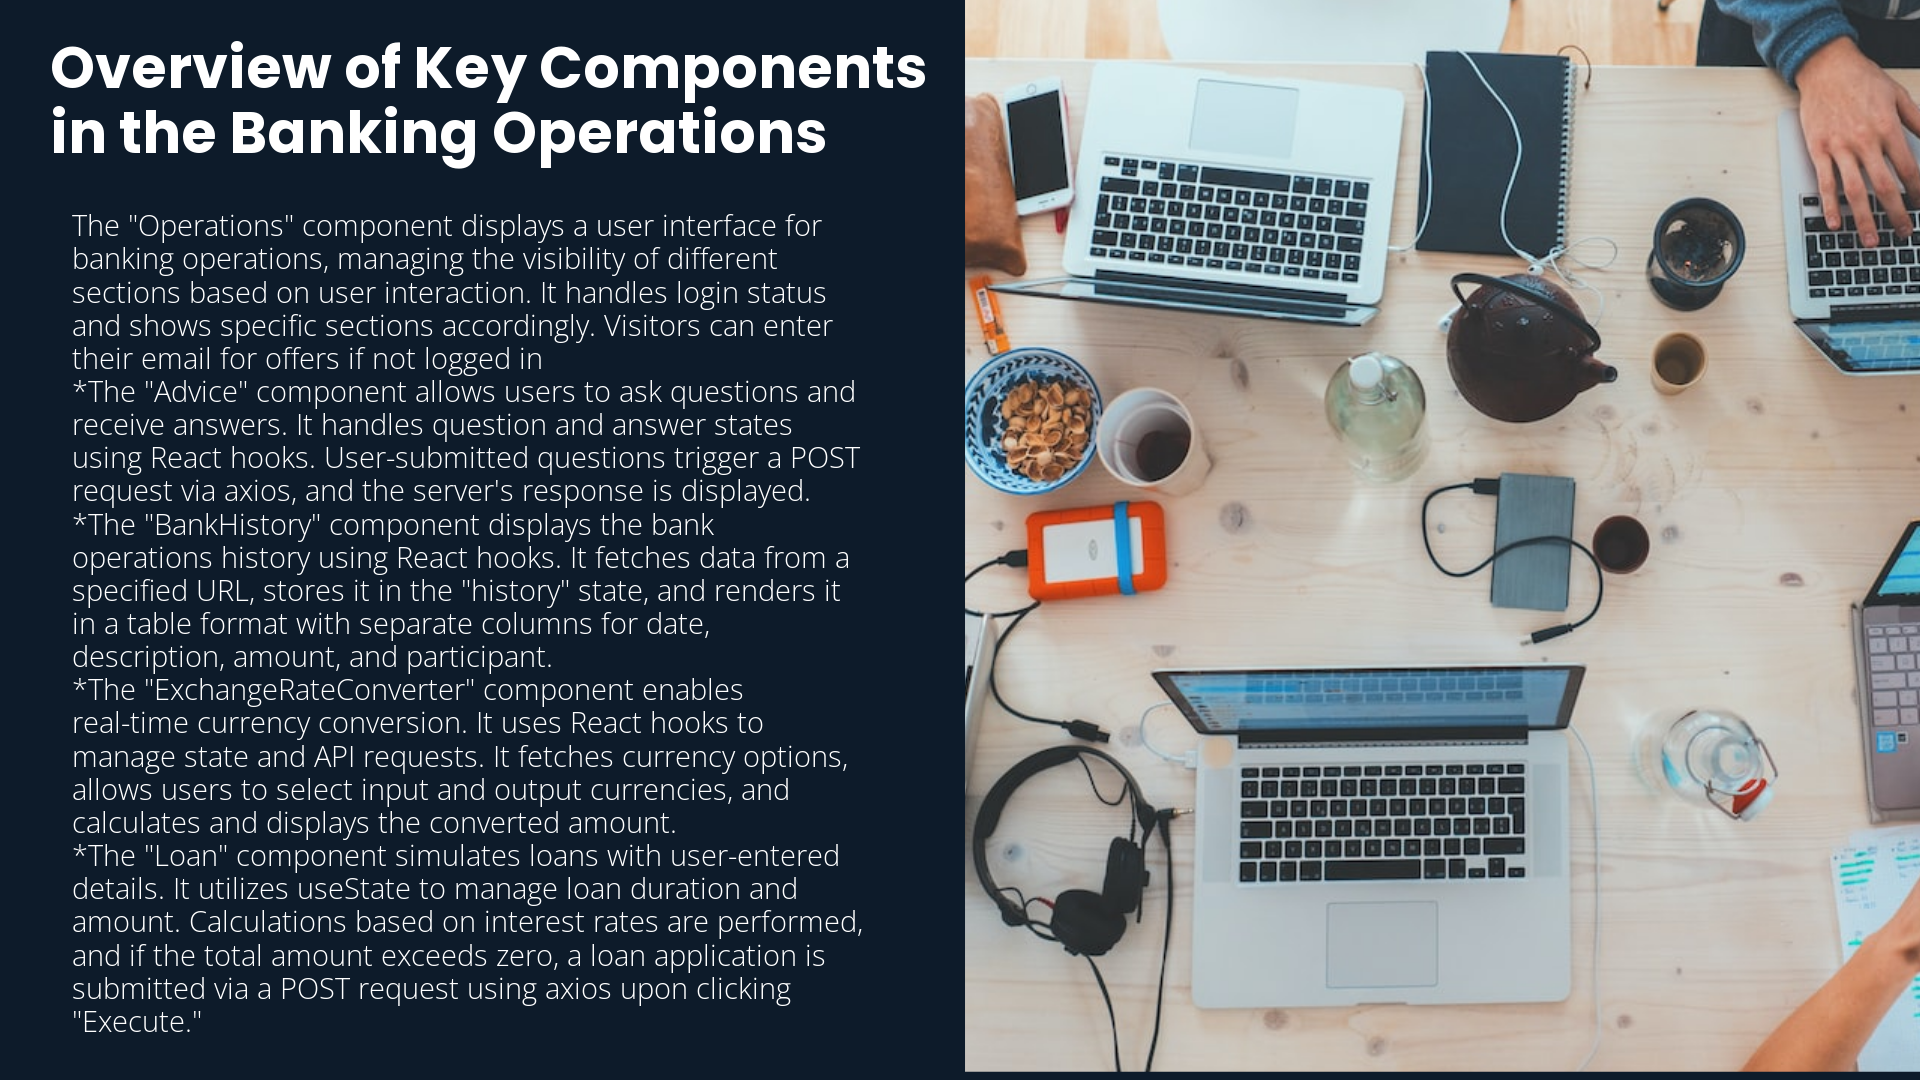 Overview of Key Components
in the Banking Operations
The "Operations" component displays a user interface for
banking operations, managing the visibility of different
sections based on user interaction. It handles login status
and shows specific sections accordingly. Visitors can enter
their email for offers if not logged in
*The "Advice" component allows users to ask questions and
receive answers. It handles question and answer states
using React hooks. User-submitted questions trigger a POST
request via axios, and the server's response is displayed.
*The "BankHistory" component displays the bank
operations history using React hooks. It fetches data from a
specified URL, stores it in the "history" state, and renders it
in a table format with separate columns for date,
description, amount, and participant.
*The "ExchangeRateConverter" component enables
real-time currency conversion. It uses React hooks to
manage state and API requests. It fetches currency options,
allows users to select input and output currencies, and
calculates and displays the converted amount.
*The "Loan" component simulates loans with user-entered
details. It utilizes useState to manage loan duration and
amount. Calculations based on interest rates are performed,
and if the total amount exceeds zero, a loan application is
submitted via a POST request using axios upon clicking
"Execute."